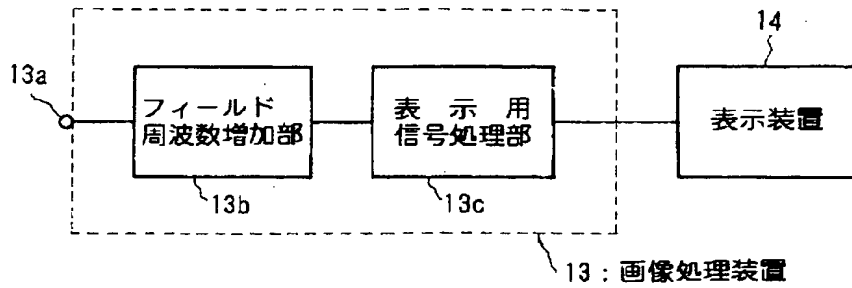 14
13a
フィールド
周波数増加部
表示用
信号処理部
表示装置
13b
13c
13：画像処理装置